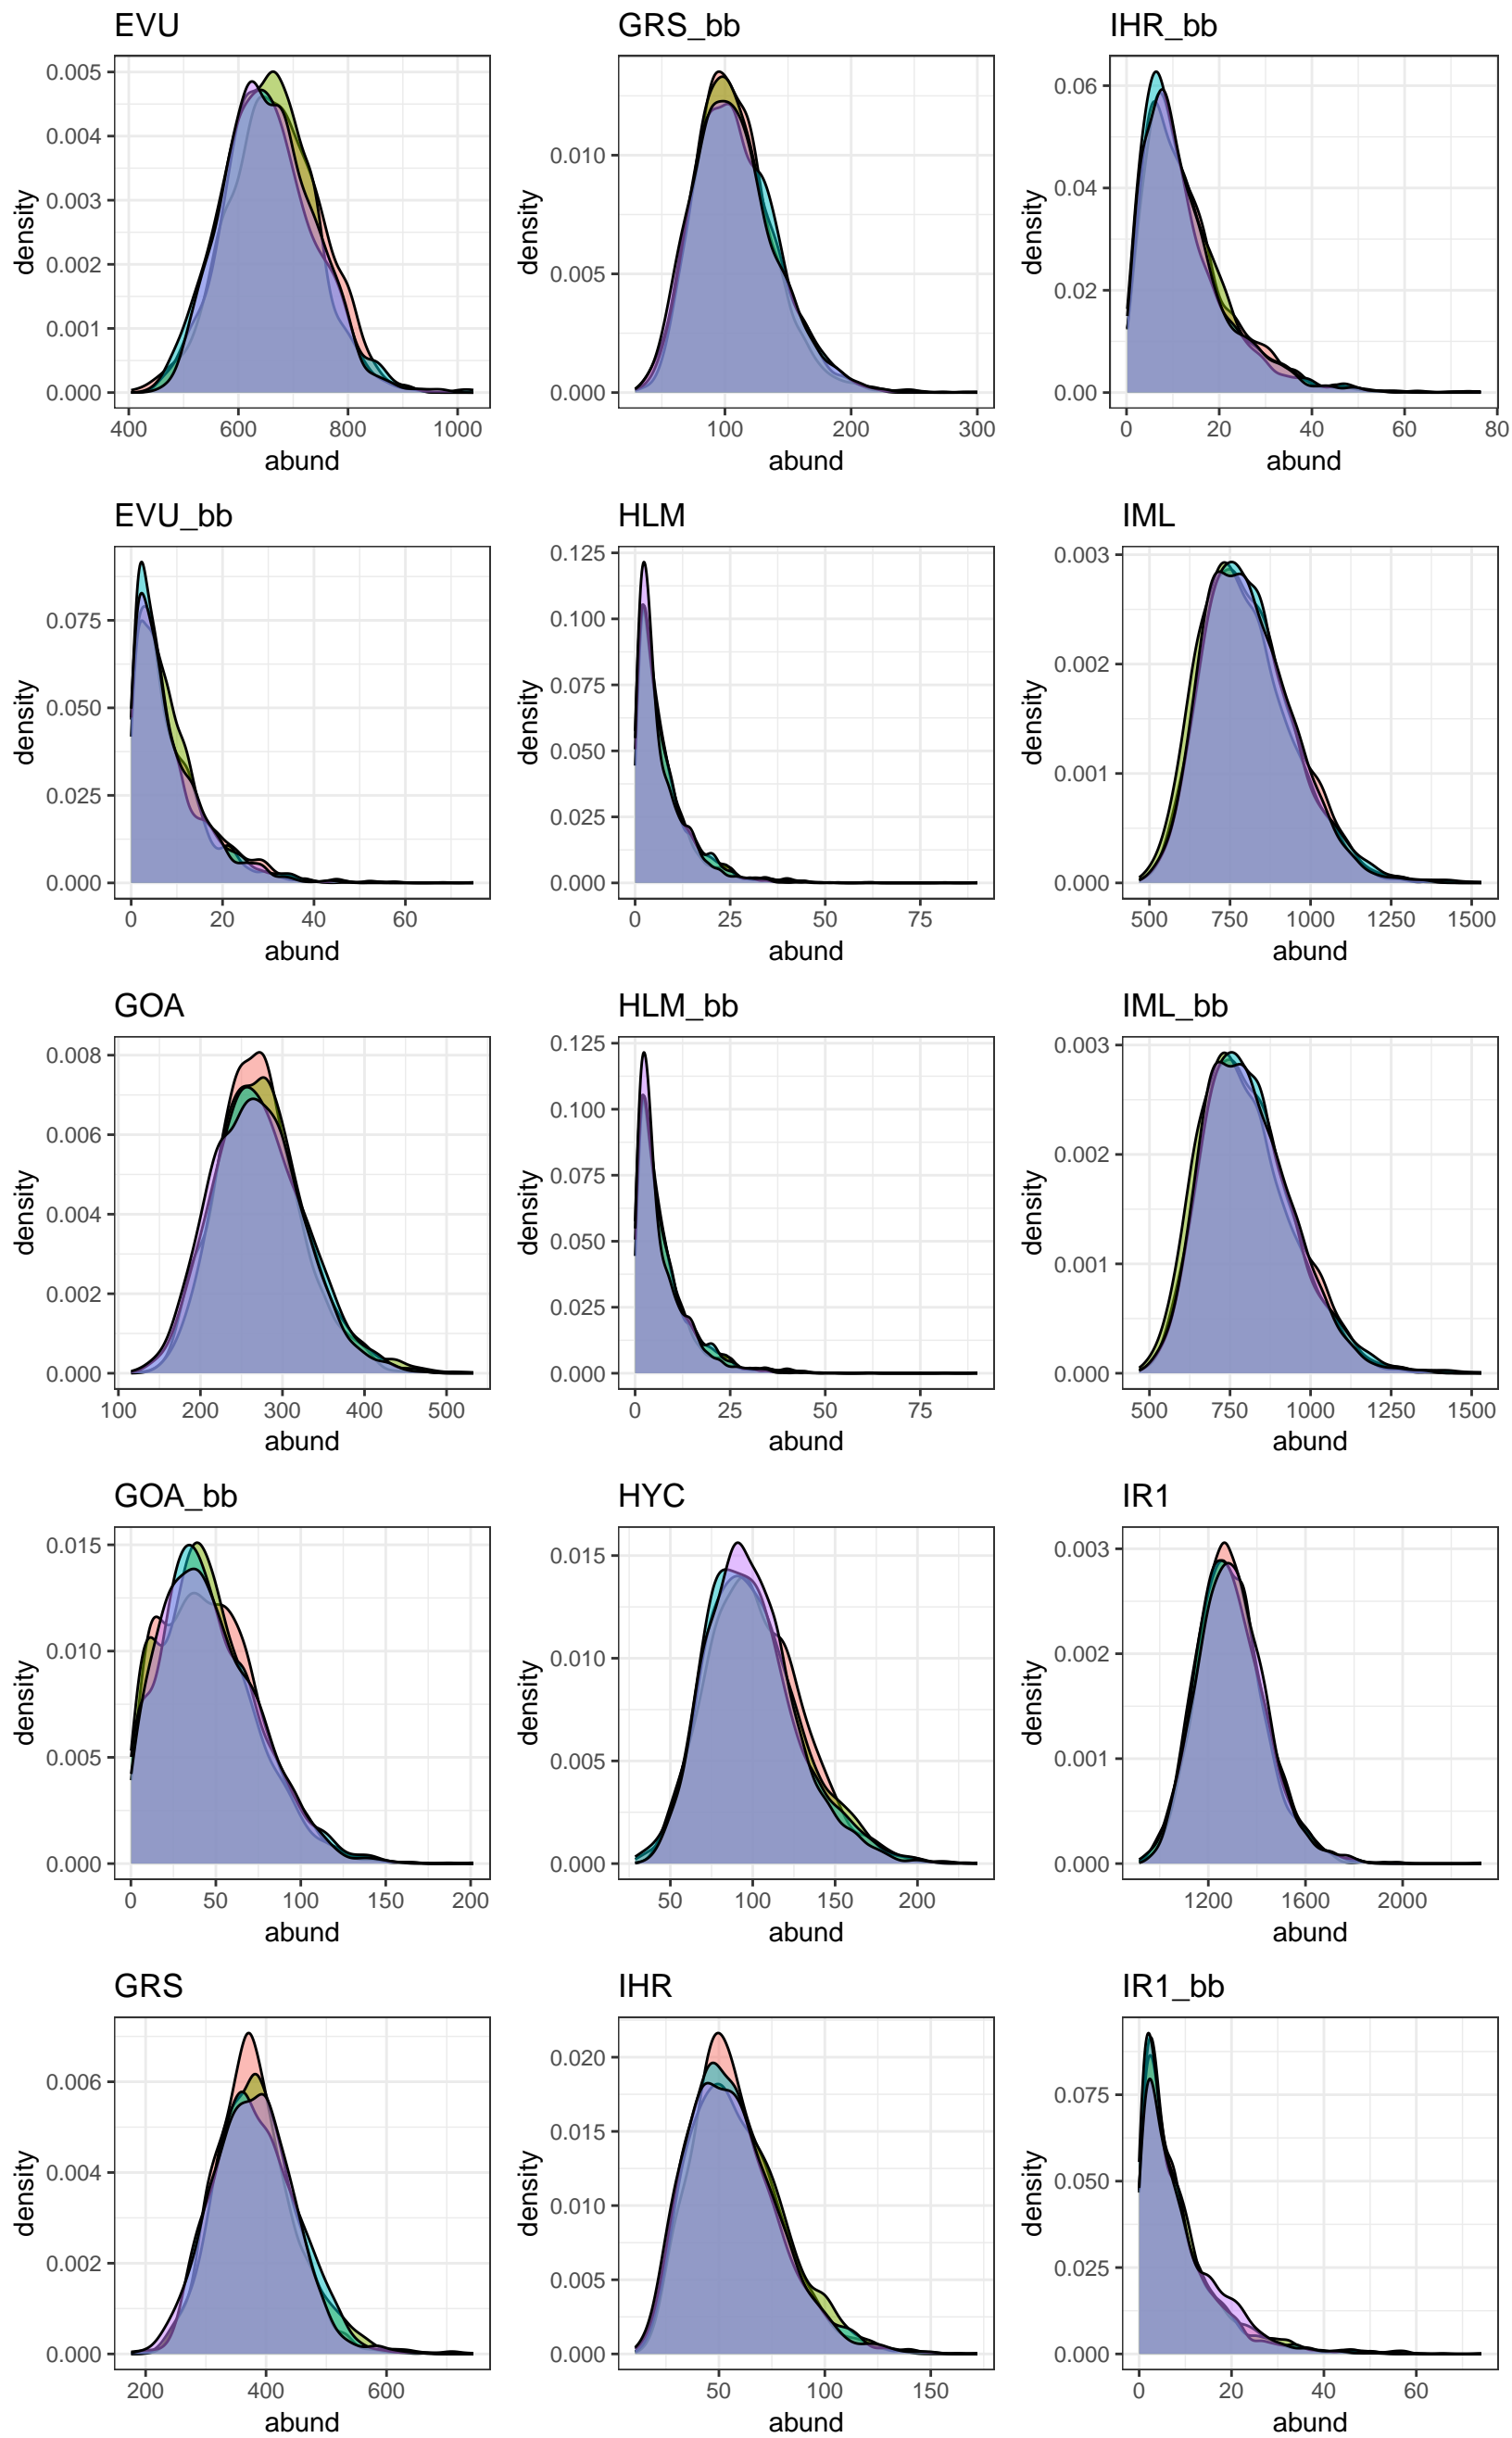 EVU
GRS_bb
IHR_bb
0.005
0.004
0.003
0.002
0.001
0.000
density
400 600 800 1000
abund
0.010
0.005
0.000
density
100 200 300
abund
0.06
0.04
0.02
0.00
density
0 20 40 60 80
abund
EVU_bb
HLM
IML
0.075
0.050
0.025
0.000
density
0 20 40 60
abund
0.125
0.100
0.075
0.050
0.025
0.000
density
0 25 50 75
abund
0.003
0.002
0.001
0.000
density
500 750 1000 1250 1500
abund
GOA
HLM_bb
IML_bb
0.008
0.006
0.004
0.002
0.000
density
100 200 300 400 500
abund
0.125
0.100
0.075
0.050
0.025
0.000
density
0 25 50 75
abund
0.003
0.002
0.001
0.000
density
500 750 1000 1250 1500
abund
GOA_bb
HYC
IR1
0.015
0.010
0.005
0.000
density
0 50 100 150 200
abund
0.015
0.010
0.005
0.000
density
50 100 150 200
abund
0.003
0.002
0.001
0.000
density
1200 1600 2000
abund
GRS
IHR
IR1_bb
0.006
0.004
0.002
0.000
density
200 400 600
abund
0.020
0.015
0.010
0.005
0.000
density
50 100 150
abund
0.075
0.050
0.025
0.000
density
0 20 40 60
abund